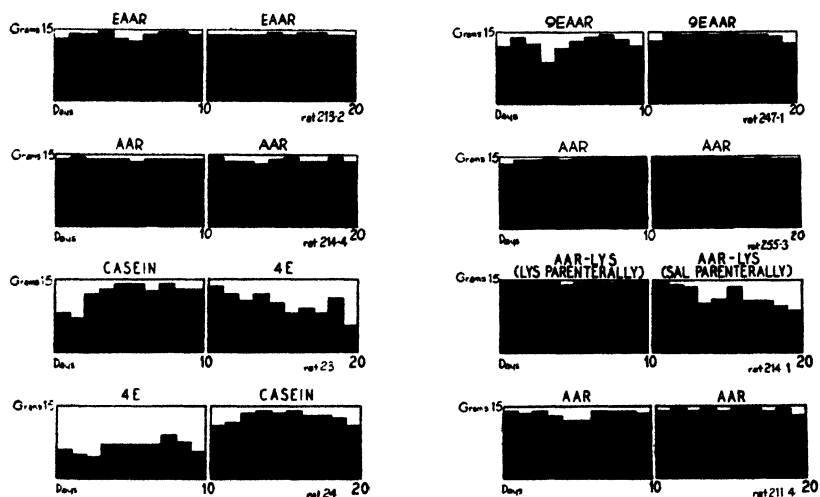 EAAR EAAR
Grams 15
Days 10 rat 213-2 20
AAR AAR
Grams 15
Days 10 rat 214-4 20
CASEIN 4E
Grams 15
Days 10 rat 23 20
4E CASEIN
Grams 15
Days 10 rat 24 20
9EAAR 9EAAR
Grams 15
Days 10 rat 247-1 20
AAR AAR
Grams 15
Days 10 rat 255-3 20
AAR-LYS AAR-LYS
(LYS PARENTERALLY) (SAL PARENTERALLY)
Grams 15
Days 10 rat 214-1 20
AAR AAR
Grams 15
Days 10 rat 211-4 20